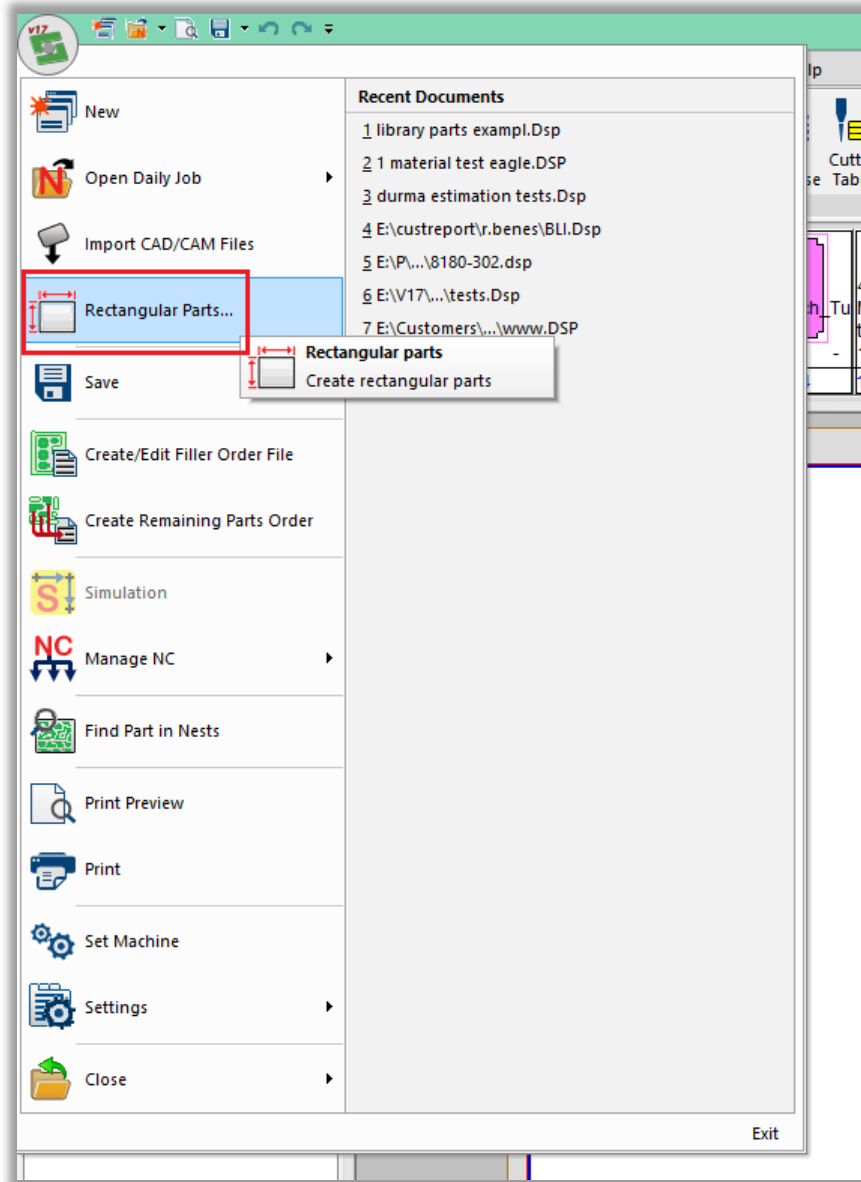 v17
lp
New
Open Daily Job
Import CAD/CAM Files
Rectangular Parts...
Save
Create/Edit Filler Order File
Create Remaining Parts Order
Simulation
NC
Manage NC
Find Part in Nests
Print Preview
Print
Set Machine
Settings
Close
Recent Documents
1 library parts exampl.Dsp
2 1 material test eagle.DSP
3 durma estimation tests.Dsp
4 E:\custreport\r.benes\BLI.Dsp
5 E:\P\...\8180-302.dsp
6 E:\V17\...\tests.Dsp
7 E:\Customers\...\www.DSP
Rectangular parts
Create rectangular parts
Exit
Cutt
se Tab
h_Tu